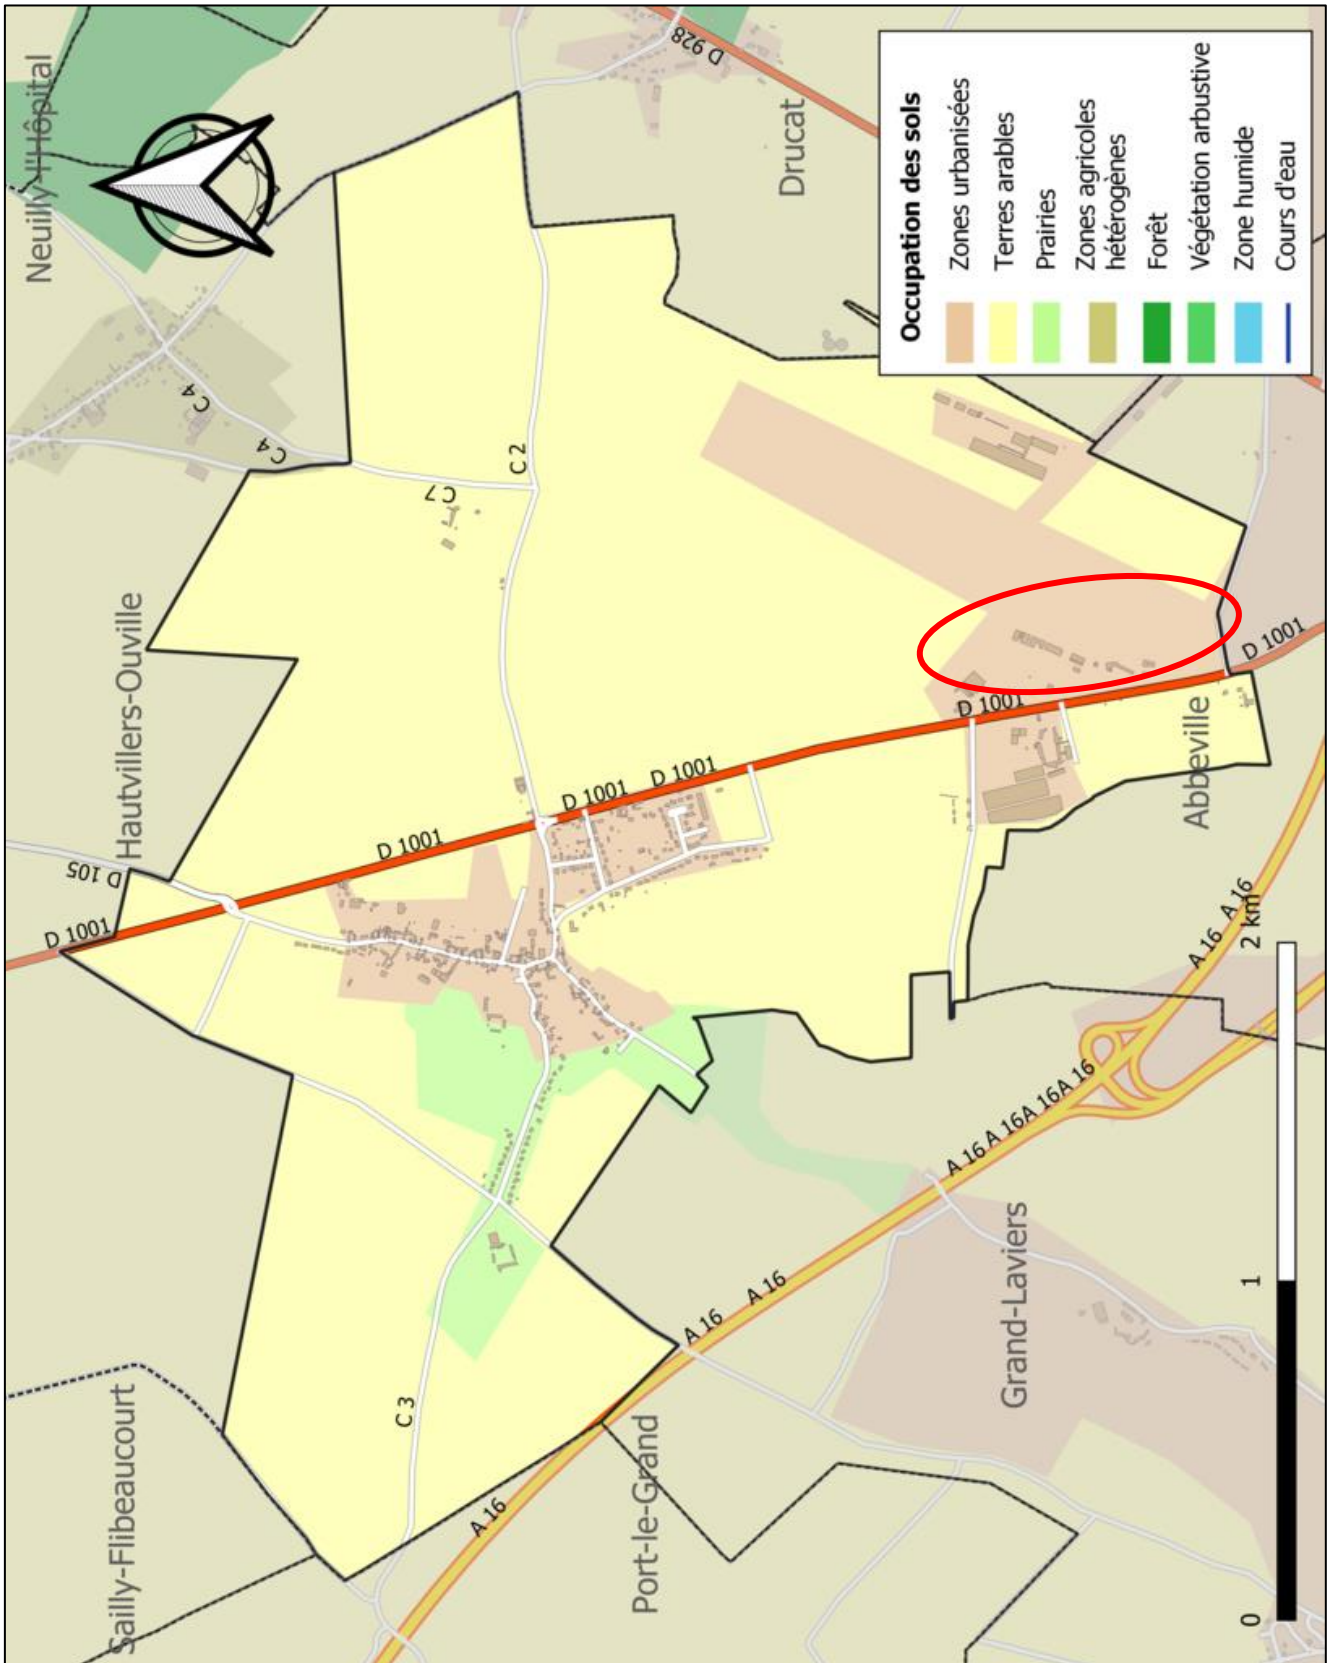 Occupation des sols
Zones urbanisées
Terres arables
Prairies
Zones agricoles
hétérogènes
Forêt
Végétation arbustive
Zone humide
Cours d'eau
Neuilly-l'Hôpital
Drucat
D 928
C 4
C 4
C 7
C 2
Hautvillers-Ouville
D 105
D 1001
D 1001
D 1001
D 1001
D 1001
D 1001
Abbeville
Sailly-Flibeaucourt
C 3
A 16
Port-le-Grand
A 16
A 16
Grand-Laviers
A 16
A 16
A 16
A 16
A 16
A 16
0
1
2 km